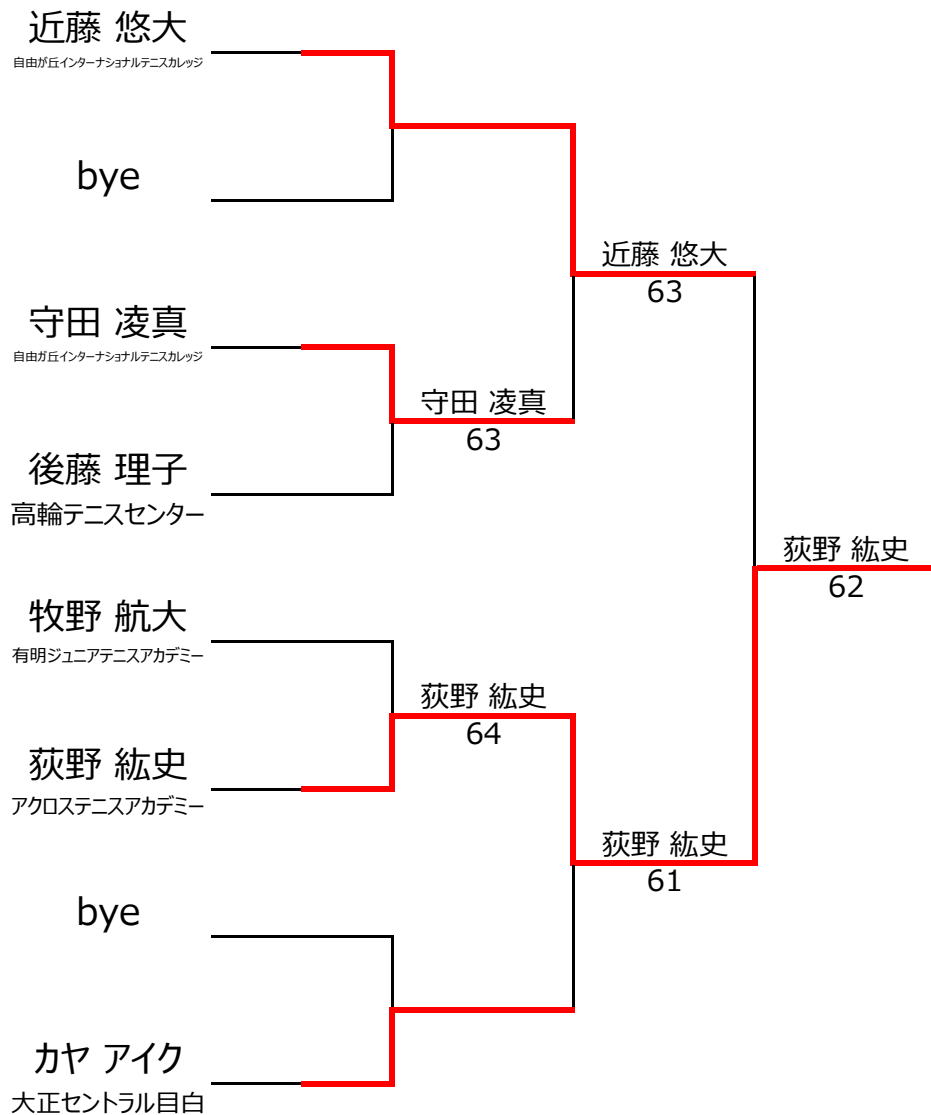 近藤 悠大
自由が丘インターナショナルテニスカレッジ
bye
守田 凌真
自由が丘インターナショナルテニスカレッジ
後藤 理子
高輪テニスセンター
牧野 航大
有明ジュニアテニスアカデミー
荻野 紘史
アクロステニスアカデミー
bye
カヤ アイク
大正セントラル目白
守田 凌真
63
荻野 紘史
64
近藤 悠大
63
荻野 紘史
61
荻野 紘史
62